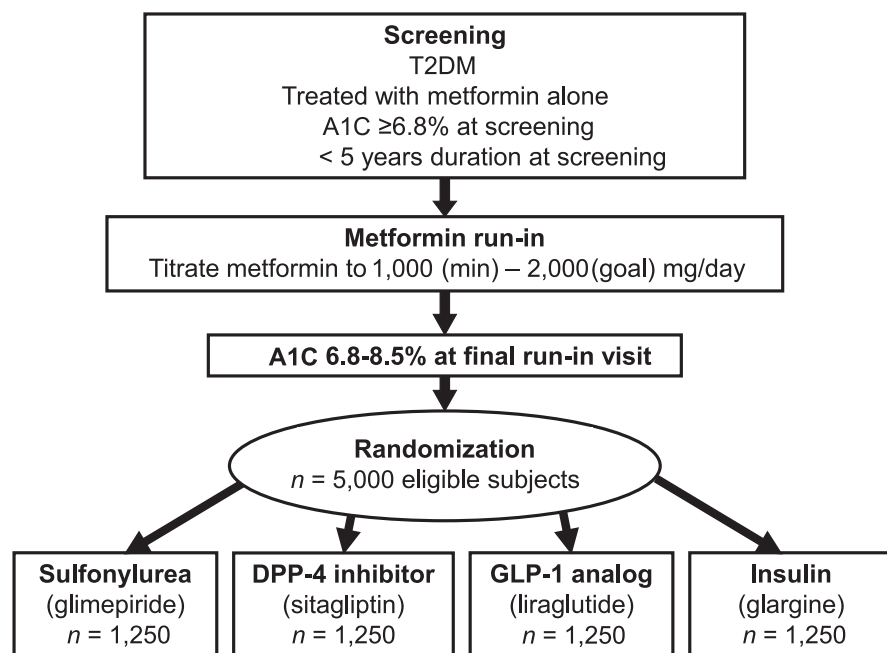 Screening
T2DM
Treated with metformin alone
A1C ≥6.8% at screening
< 5 years duration at screening
Metformin run-in
Titrate metformin to 1,000 (min) – 2,000(goal) mg/day
A1C 6.8-8.5% at final run-in visit
Randomization
n = 5,000 eligible subjects
Sulfonylurea
(glimepiride)
n = 1,250
DPP-4 inhibitor
(sitagliptin)
n = 1,250
GLP-1 analog
(liraglutide)
n = 1,250
Insulin
(glargine)
n = 1,250